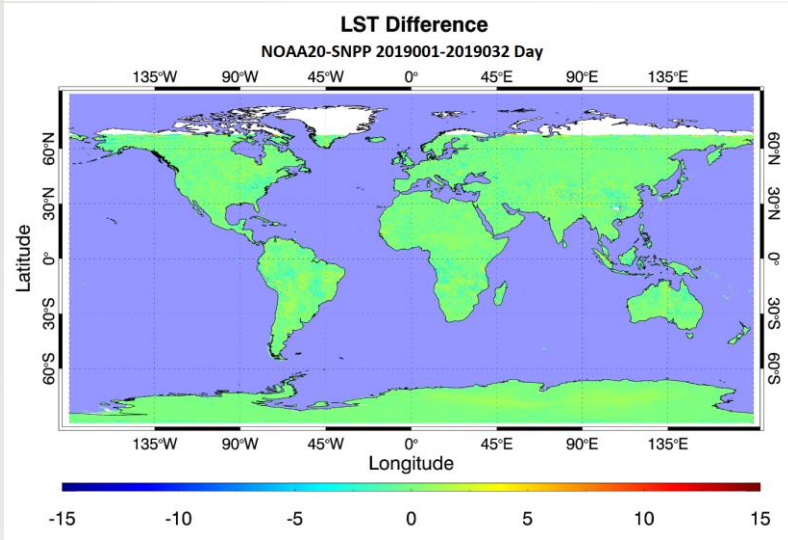 LST Difference
NOAA20-SNPP 2019001-2019032 Day
135°W 90°W 45°W 0° 45°E 90°E 135°E
60°N 60°N
30°N 30°N
0° 0°
30°S 30°S
60°S 60°S
Latitude
135°W 90°W 45°W 0° 45°E 90°E 135°E
Longitude
-15 -10 -5 0 5 10 15